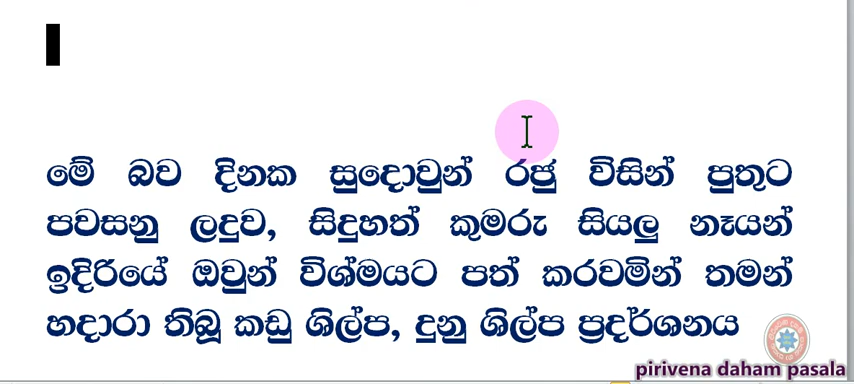 මේ බව දිනක සුදොවුන් රජු විසින් පුතුට
පවසනු ලදුව, සිදුහත් කුමරු සියලු නෑයන්
ඉදිරියේ ඔවුන් විශ්මයට පත් කරවමින් තමන්
හදාරා තිබූ කඩු ශිල්ප, දුනු ශිල්ප ප්‍රදර්ශනය
pirivena daham pasala